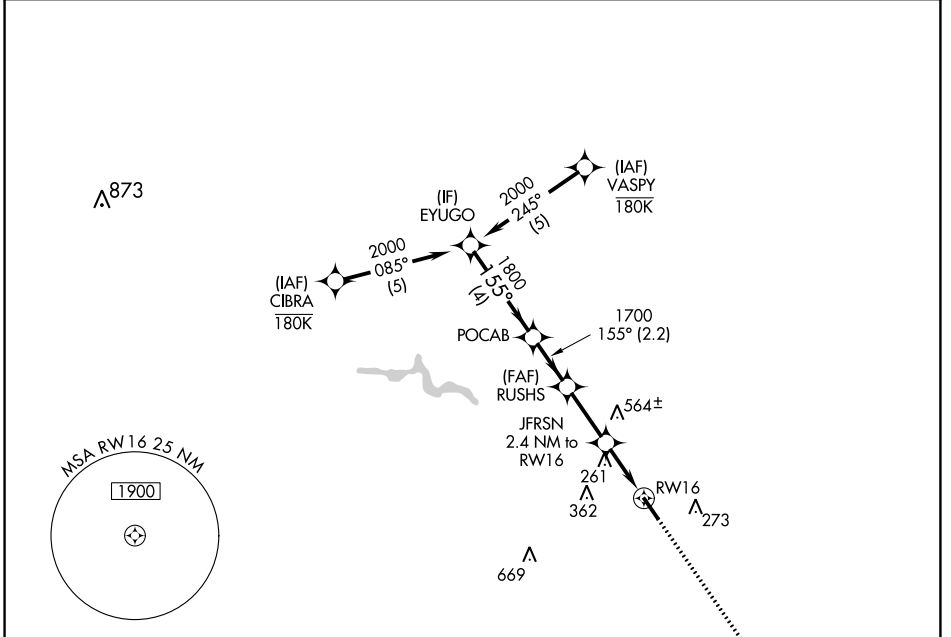 873
(IAF)
VASPY
180K
2000
245°
(5)
(IF)
EYUGO
2000
085°
(5)
(IAF)
CIBRA
180K
1800
155°
(4)
POCAB
1700
155° (2.2)
(FAF)
RUSHS
564±
JFRSN
2.4 NM to
RW16
261
362
RW16
273
669
MSA RW16 25 NM
1900